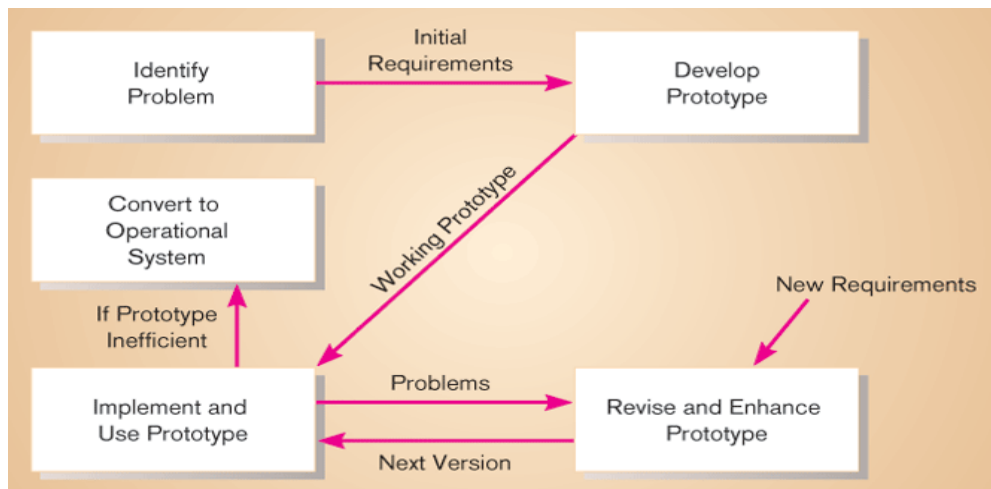 Identify
Problem
Initial
Requirements
Develop
Prototype
Convert to
Operational
System
Working Prototype
New Requirements
If Prototype
Inefficient
Implement and
Use Prototype
Problems
Next Version
Revise and Enhance
Prototype